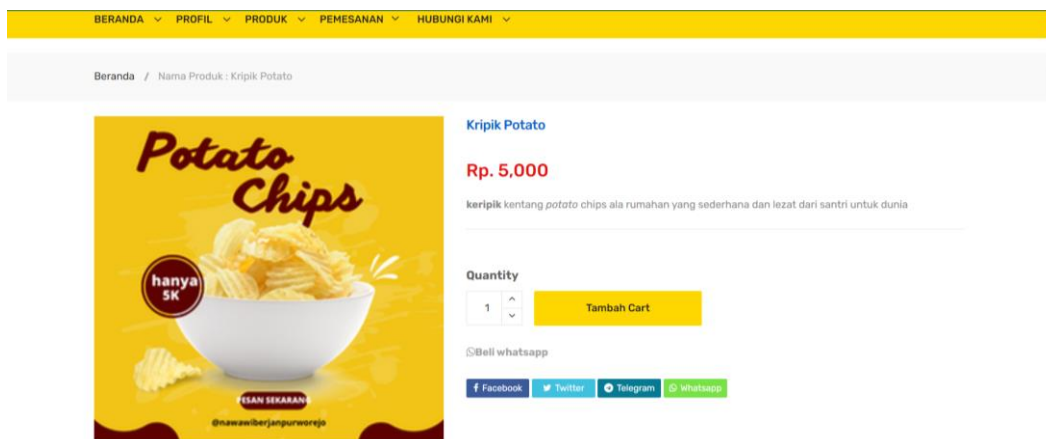 BERANDA PROFIL PRODUK PEMESANAN HUBUNGI KAMI
Beranda / Nama Produk : Kripik Potato
Potato
Chips
hanya
5K
PESAN SEKARANG
@nawawiberjanpurworejo
Kripik Potato
Rp. 5,000
keripik kentang potato chips ala rumahan yang sederhana dan lezat dari santri untuk dunia
Quantity
1 Tambah Cart
Beli whatsapp
Facebook Twitter Telegram Whatsapp